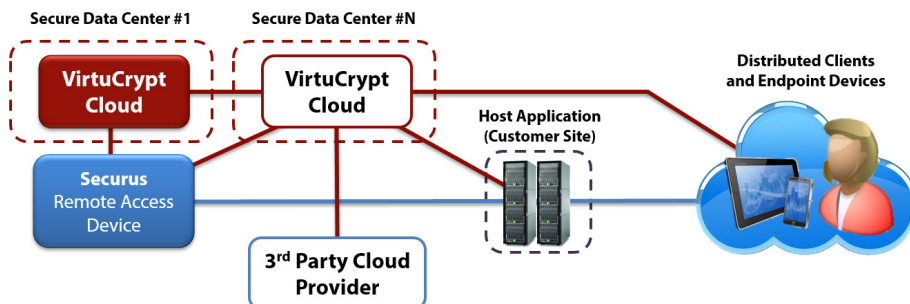 Secure Data Center #1
Secure Data Center #N
VirtuCrypt
Cloud
VirtuCrypt
Cloud
Distributed Clients
and Endpoint Devices
Host Application
(Customer Site)
Securus
Remote Access
Device
3rd Party Cloud
Provider